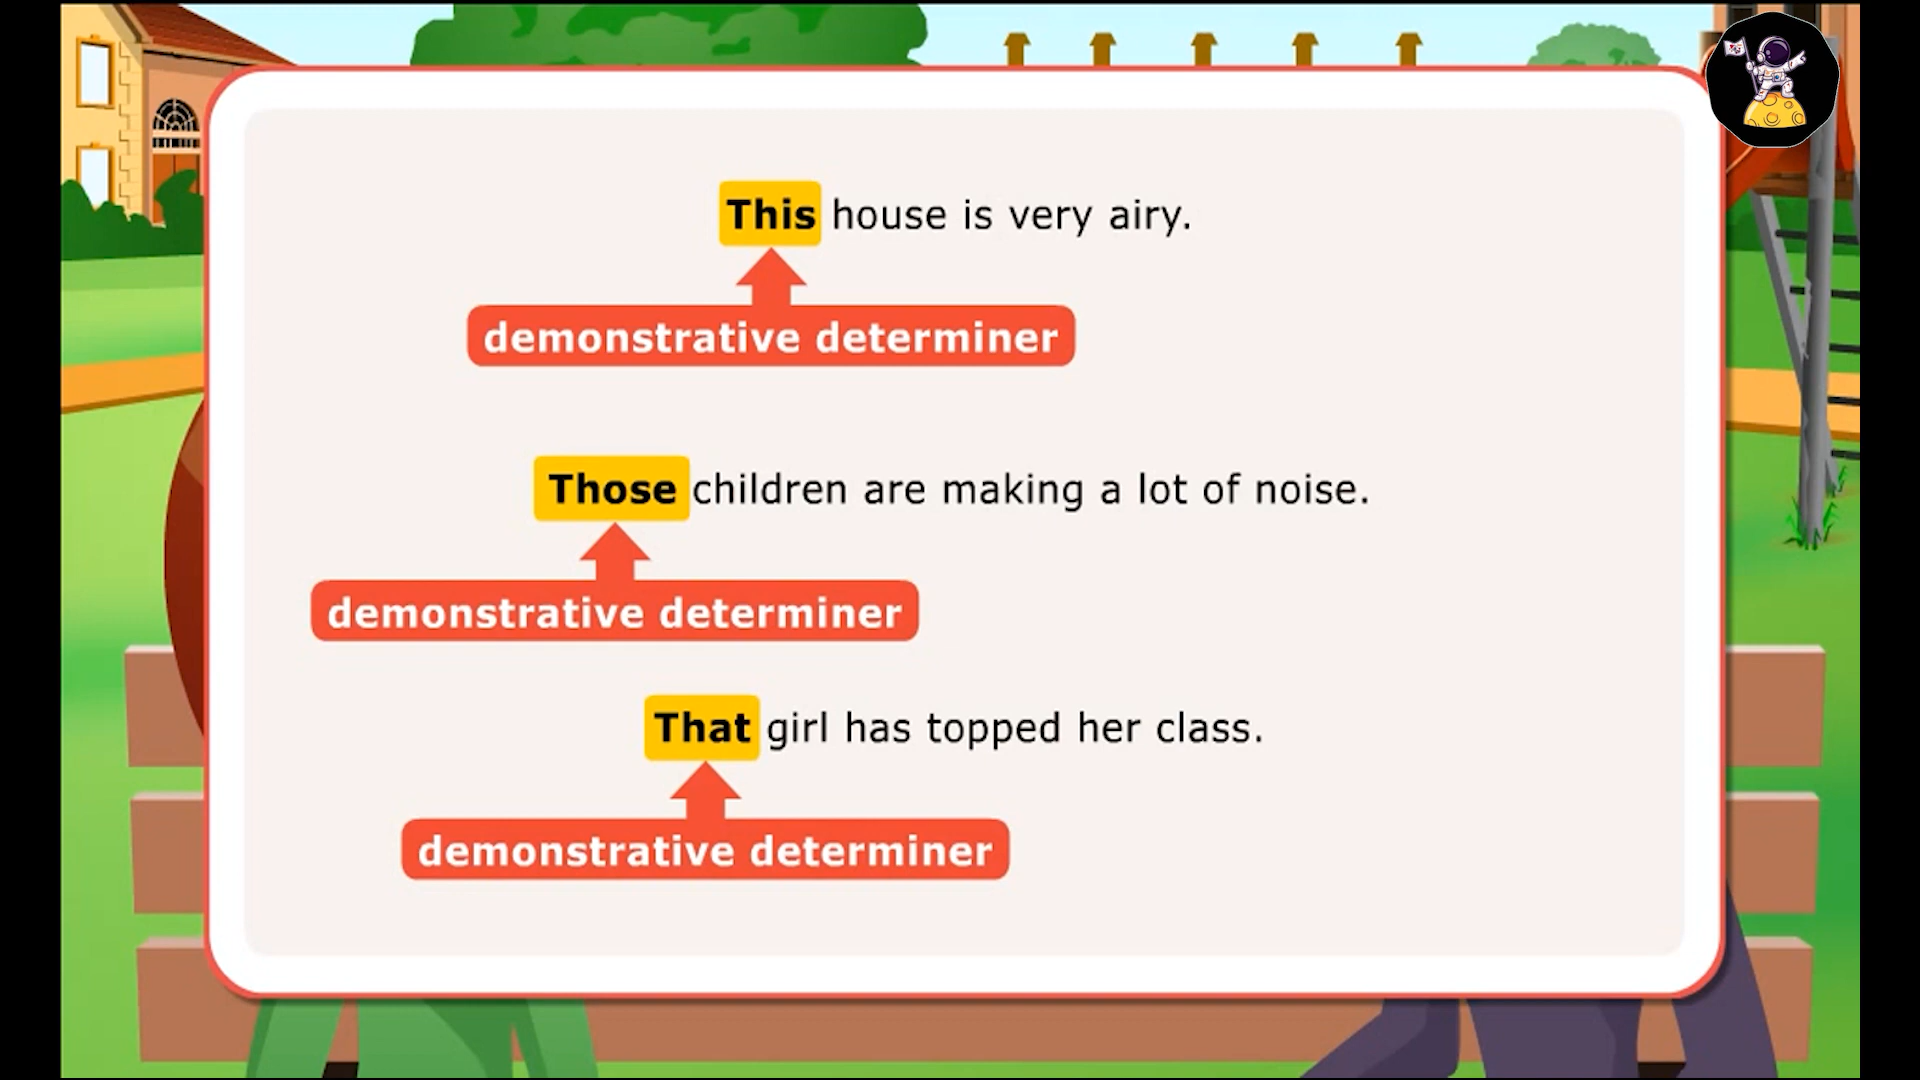 This house is very airy.
demonstrative determiner
Those children are making a lot of noise.
demonstrative determiner
That girl has topped her class.
demonstrative determiner